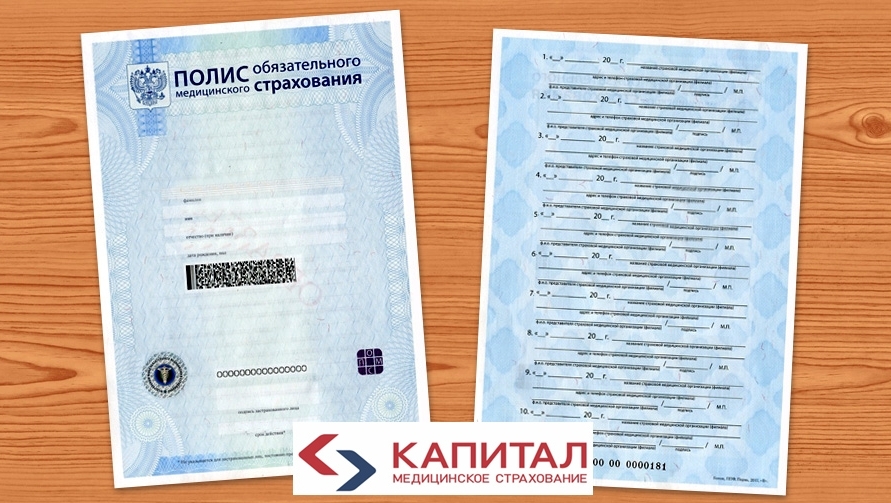 ПОЛИС обязательного
медицинского страхования
фамилия
имя
отчество (при наличии)
дата рождения, пол
OOOOOOOOOOOOOOOO
подпись застрахованного лица
срок действия*
1. «__» ______ 20__ г.
название страховой медицинской организации (филиала)
адрес и телефон страховой медицинской организации (филиала)
ф.и.о. представителя страховой медицинской организации (филиала) / подпись / М.П.
2. «__» ______ 20__ г.
название страховой медицинской организации (филиала)
адрес и телефон страховой медицинской организации (филиала)
ф.и.о. представителя страховой медицинской организации (филиала) / подпись / М.П.
3. «__» ______ 20__ г.
название страховой медицинской организации (филиала)
адрес и телефон страховой медицинской организации (филиала)
ф.и.о. представителя страховой медицинской организации (филиала) / подпись / М.П.
4. «__» ______ 20__ г.
название страховой медицинской организации (филиала)
адрес и телефон страховой медицинской организации (филиала)
ф.и.о. представителя страховой медицинской организации (филиала) / подпись / М.П.
5. «__» ______ 20__ г.
название страховой медицинской организации (филиала)
адрес и телефон страховой медицинской организации (филиала)
ф.и.о. представителя страховой медицинской организации (филиала) / подпись / М.П.
6. «__» ______ 20__ г.
название страховой медицинской организации (филиала)
адрес и телефон страховой медицинской организации (филиала)
ф.и.о. представителя страховой медицинской организации (филиала) / подпись / М.П.
7. «__» ______ 20__ г.
название страховой медицинской организации (филиала)
адрес и телефон страховой медицинской организации (филиала)
ф.и.о. представителя страховой медицинской организации (филиала) / подпись / М.П.
8. «__» ______ 20__ г.
название страховой медицинской организации (филиала)
адрес и телефон страховой медицинской организации (филиала)
ф.и.о. представителя страховой медицинской организации (филиала) / подпись / М.П.
9. «__» ______ 20__ г.
название страховой медицинской организации (филиала)
адрес и телефон страховой медицинской организации (филиала)
ф.и.о. представителя страховой медицинской организации (филиала) / подпись / М.П.
10. «__» ______ 20__ г.
название страховой медицинской организации (филиала)
00 00 0000181
КАПИТАЛ
МЕДИЦИНСКОЕ СТРАХОВАНИЕ